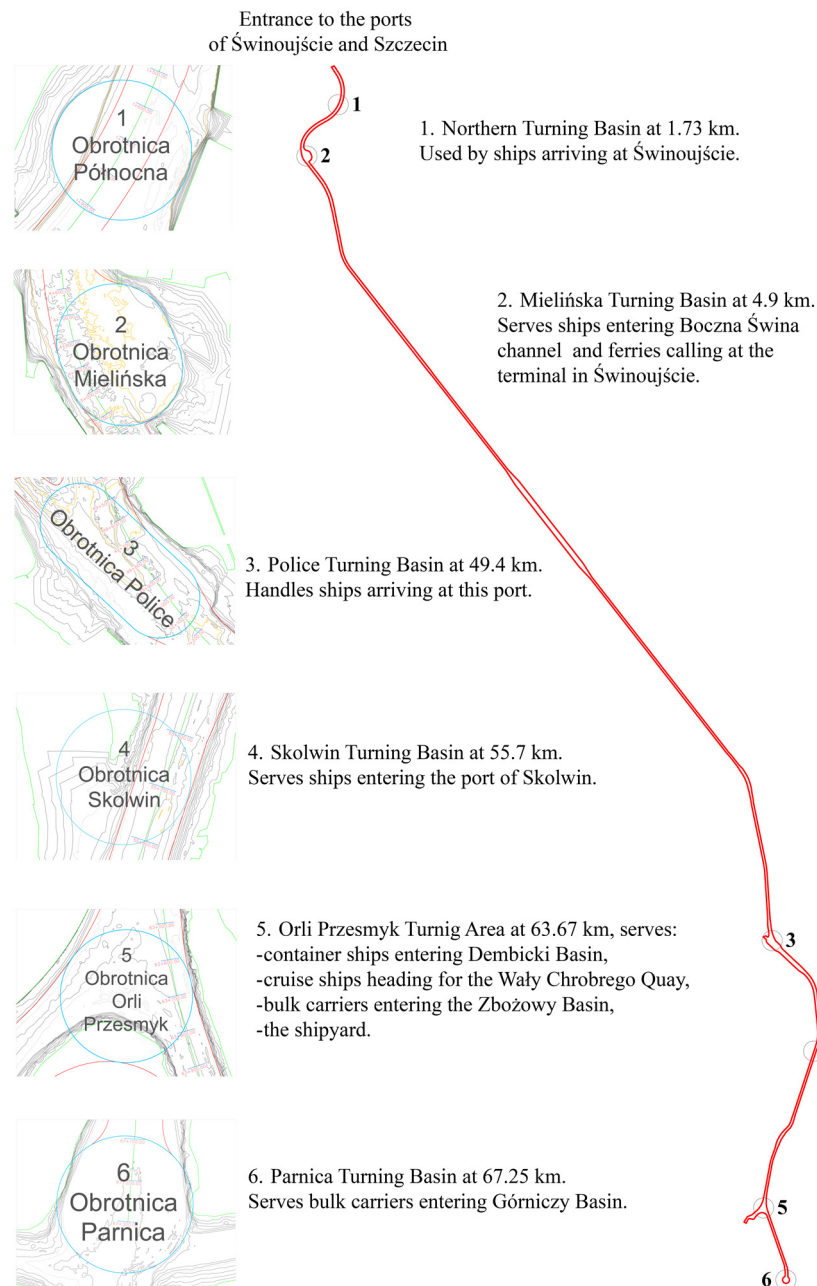 Entrance to the ports
of Świnoujście and Szczecin
1
Obrotnica
Północna
1
2
1. Northern Turning Basin at 1.73 km.
Used by ships arriving at Świnoujście.
2
Obrotnica
Mielińska
2. Mielińska Turning Basin at 4.9 km.
Serves ships entering Boczna Świna
channel and ferries calling at the
terminal in Świnoujście.
3
Obrotnica Police
3. Police Turning Basin at 49.4 km.
Handles ships arriving at this port.
4
Obrotnica
Skolwin
4. Skolwin Turning Basin at 55.7 km.
Serves ships entering the port of Skolwin.
5
Obrotnica
Orli
Przesmyk
5. Orli Przesmyk Turnig Area at 63.67 km, serves:
-container ships entering Dembicki Basin,
-cruise ships heading for the Wały Chrobrego Quay,
-bulk carriers entering the Zbożowy Basin,
-the shipyard.
3
6
Obrotnica
Parnica
6. Parnica Turning Basin at 67.25 km.
Serves bulk carriers entering Górniczy Basin.
5
6